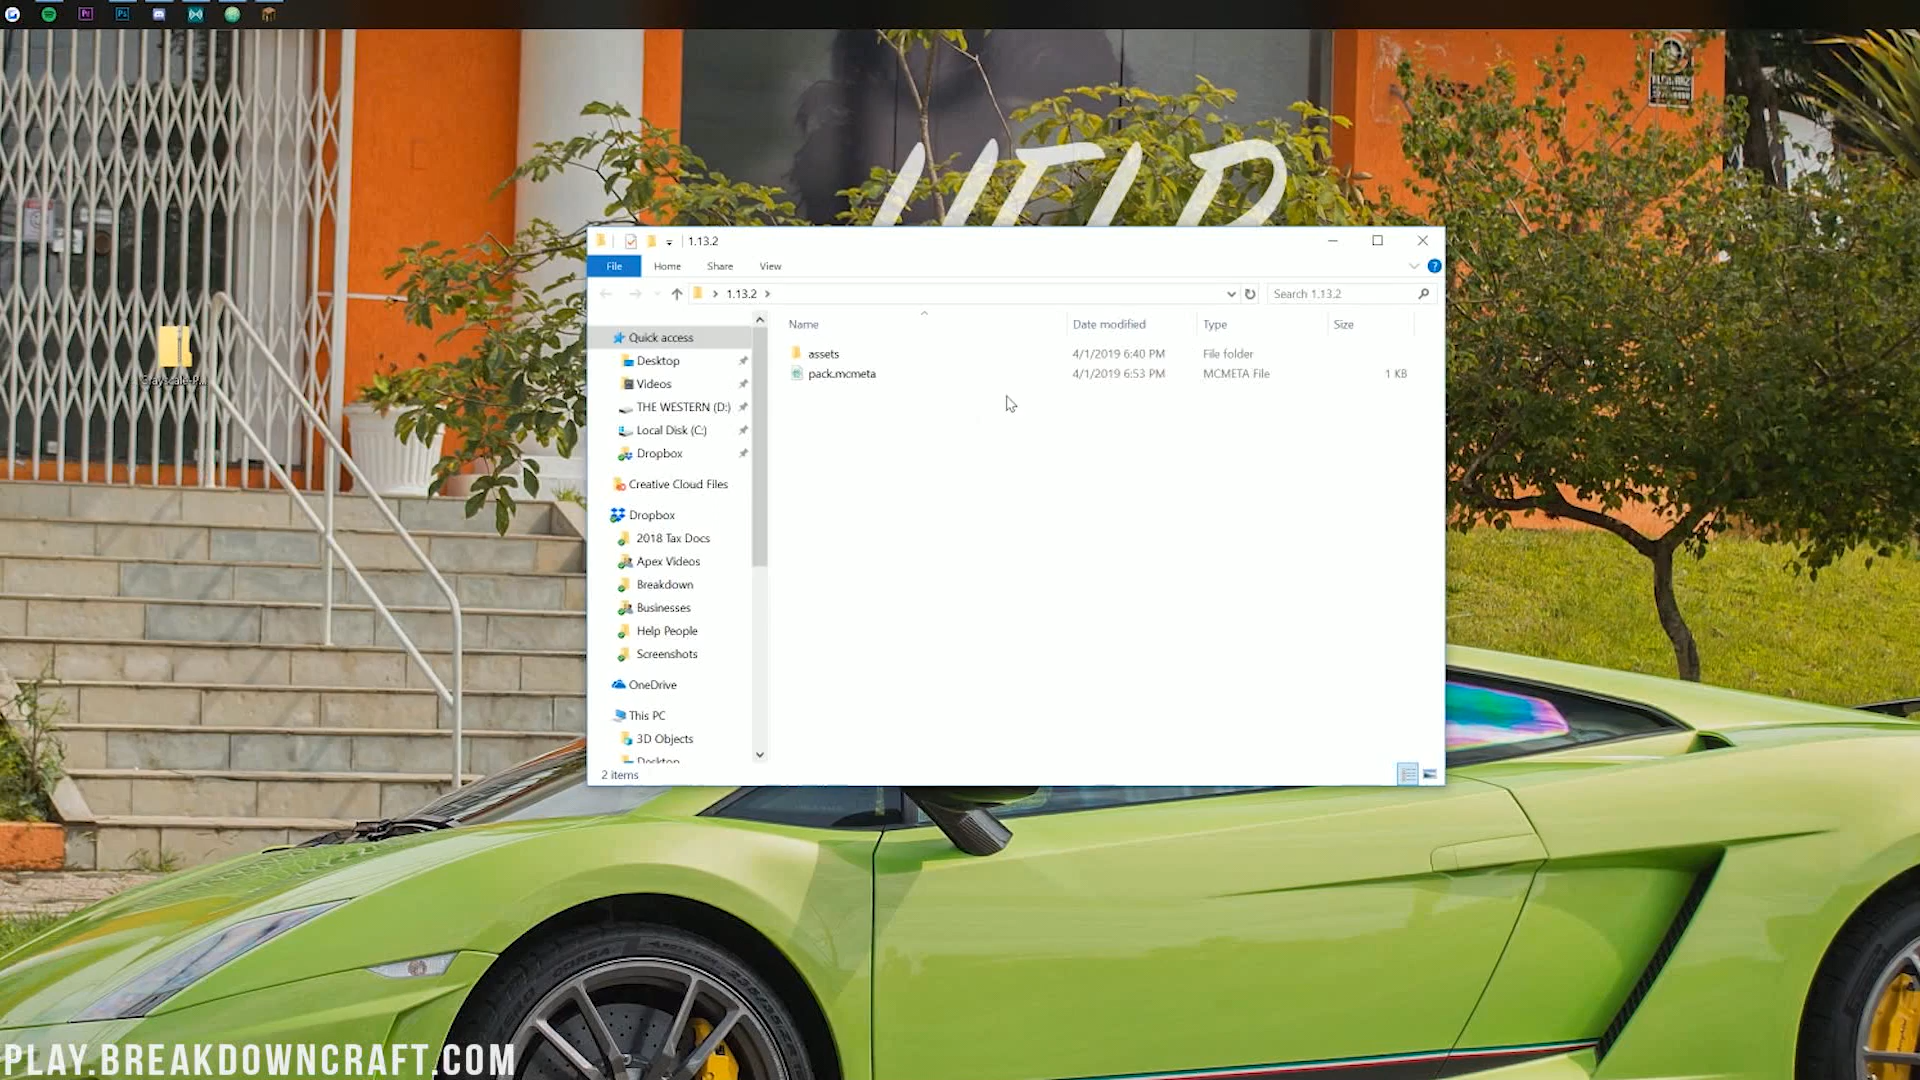 HELP
1.13.2
File Home Share View
1.13.2
Search 1.13.2
Name Date modified Type Size
assets 4/1/2019 6:40 PM File folder
pack.mcmeta 4/1/2019 6:53 PM MCMETA File 1 KB
Quick access
Desktop
Videos
THE WESTERN (D:)
Local Disk (C:)
Dropbox
Creative Cloud Files
Dropbox
2018 Tax Docs
Apex Videos
Breakdown
Businesses
Help People
Screenshots
OneDrive
This PC
3D Objects
Desktop
2 items
Grayscale-P...
PLAY.BREAKDOWNCRAFT.COM